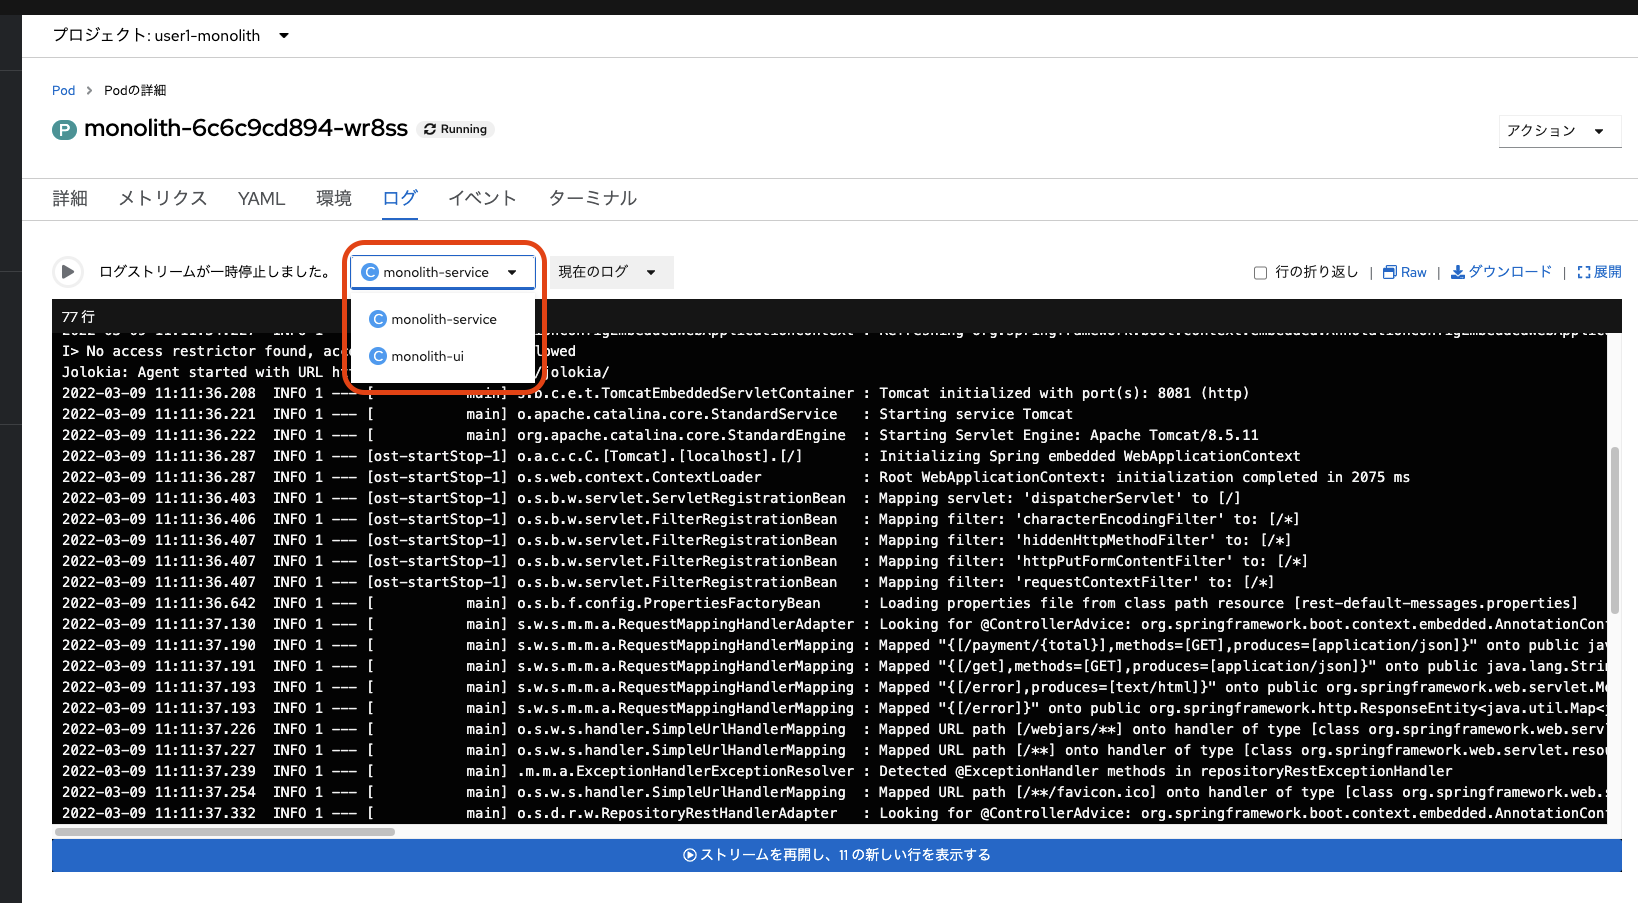 プロジェクト: user1-monolith
Pod > Podの詳細
P monolith-6c6c9cd894-wr8ss Running
アクション
詳細 メトリクス YAML 環境 ログ イベント ターミナル
ログストリームが一時停止しました。 C monolith-service 現在のログ 行の折り返し | Raw | ダウンロード | 展開
C monolith-service
C monolith-ui
77 行
I> No access restrictor found, owed
Jolokia: Agent started with URL /jolokia/
2022-03-09 11:11:36.208 INFO 1 --- [ main] s.b.c.e.t.TomcatEmbeddedServletContainer : Tomcat initialized with port(s): 8081 (http)
2022-03-09 11:11:36.221 INFO 1 --- [ main] o.apache.catalina.core.StandardService : Starting service Tomcat
2022-03-09 11:11:36.222 INFO 1 --- [ main] org.apache.catalina.core.StandardEngine : Starting Servlet Engine: Apache Tomcat/8.5.11
2022-03-09 11:11:36.287 INFO 1 --- [ost-startStop-1] o.a.c.c.C.[Tomcat].[localhost].[/] : Initializing Spring embedded WebApplicationContext
2022-03-09 11:11:36.287 INFO 1 --- [ost-startStop-1] o.s.web.context.ContextLoader : Root WebApplicationContext: initialization completed in 2075 ms
2022-03-09 11:11:36.403 INFO 1 --- [ost-startStop-1] o.s.b.w.servlet.ServletRegistrationBean : Mapping servlet: 'dispatcherServlet' to [/]
2022-03-09 11:11:36.406 INFO 1 --- [ost-startStop-1] o.s.b.w.servlet.FilterRegistrationBean : Mapping filter: 'characterEncodingFilter' to: [/*]
2022-03-09 11:11:36.407 INFO 1 --- [ost-startStop-1] o.s.b.w.servlet.FilterRegistrationBean : Mapping filter: 'hiddenHttpMethodFilter' to: [/*]
2022-03-09 11:11:36.407 INFO 1 --- [ost-startStop-1] o.s.b.w.servlet.FilterRegistrationBean : Mapping filter: 'httpPutFormContentFilter' to: [/*]
2022-03-09 11:11:36.407 INFO 1 --- [ost-startStop-1] o.s.b.w.servlet.FilterRegistrationBean : Mapping filter: 'requestContextFilter' to: [/*]
2022-03-09 11:11:36.642 INFO 1 --- [ main] o.s.b.f.config.PropertiesFactoryBean : Loading properties file from class path resource [rest-default-messages.properties]
2022-03-09 11:11:37.130 INFO 1 --- [ main] s.w.s.m.m.a.RequestMappingHandlerAdapter : Looking for @ControllerAdvice: org.springframework.boot.context.embedded.AnnotationCon
2022-03-09 11:11:37.190 INFO 1 --- [ main] s.w.s.m.m.a.RequestMappingHandlerMapping : Mapped "{[/payment/{total}],methods=[GET],produces=[application/json]}" onto public jav
2022-03-09 11:11:37.191 INFO 1 --- [ main] s.w.s.m.m.a.RequestMappingHandlerMapping : Mapped "{[/get],methods=[GET],produces=[application/json]}" onto public java.lang.Stri
2022-03-09 11:11:37.193 INFO 1 --- [ main] s.w.s.m.m.a.RequestMappingHandlerMapping : Mapped "{[/error],produces=[text/html]}" onto public org.springframework.web.servlet.M
2022-03-09 11:11:37.193 INFO 1 --- [ main] s.w.s.m.m.a.RequestMappingHandlerMapping : Mapped "{[/error]}" onto public org.springframework.http.ResponseEntity<java.util.Map<j
2022-03-09 11:11:37.226 INFO 1 --- [ main] o.s.w.s.handler.SimpleUrlHandlerMapping : Mapped URL path [/webjars/**] onto handler of type [class org.springframework.web.serv
2022-03-09 11:11:37.227 INFO 1 --- [ main] o.s.w.s.handler.SimpleUrlHandlerMapping : Mapped URL path [/**] onto handler of type [class org.springframework.web.servlet.reso
2022-03-09 11:11:37.239 INFO 1 --- [ main] .m.m.a.ExceptionHandlerExceptionResolver : Detected @ExceptionHandler methods in repositoryRestExceptionHandler
2022-03-09 11:11:37.254 INFO 1 --- [ main] o.s.w.s.handler.SimpleUrlHandlerMapping : Mapped URL path [/**/favicon.ico] onto handler of type [class org.springframework.web.s
2022-03-09 11:11:37.332 INFO 1 --- [ main] o.s.d.r.w.RepositoryRestHandlerAdapter : Looking for @ControllerAdvice: org.springframework.boot.context.embedded.AnnotationCon
ストリームを再開し、11 の新しい行を表示する